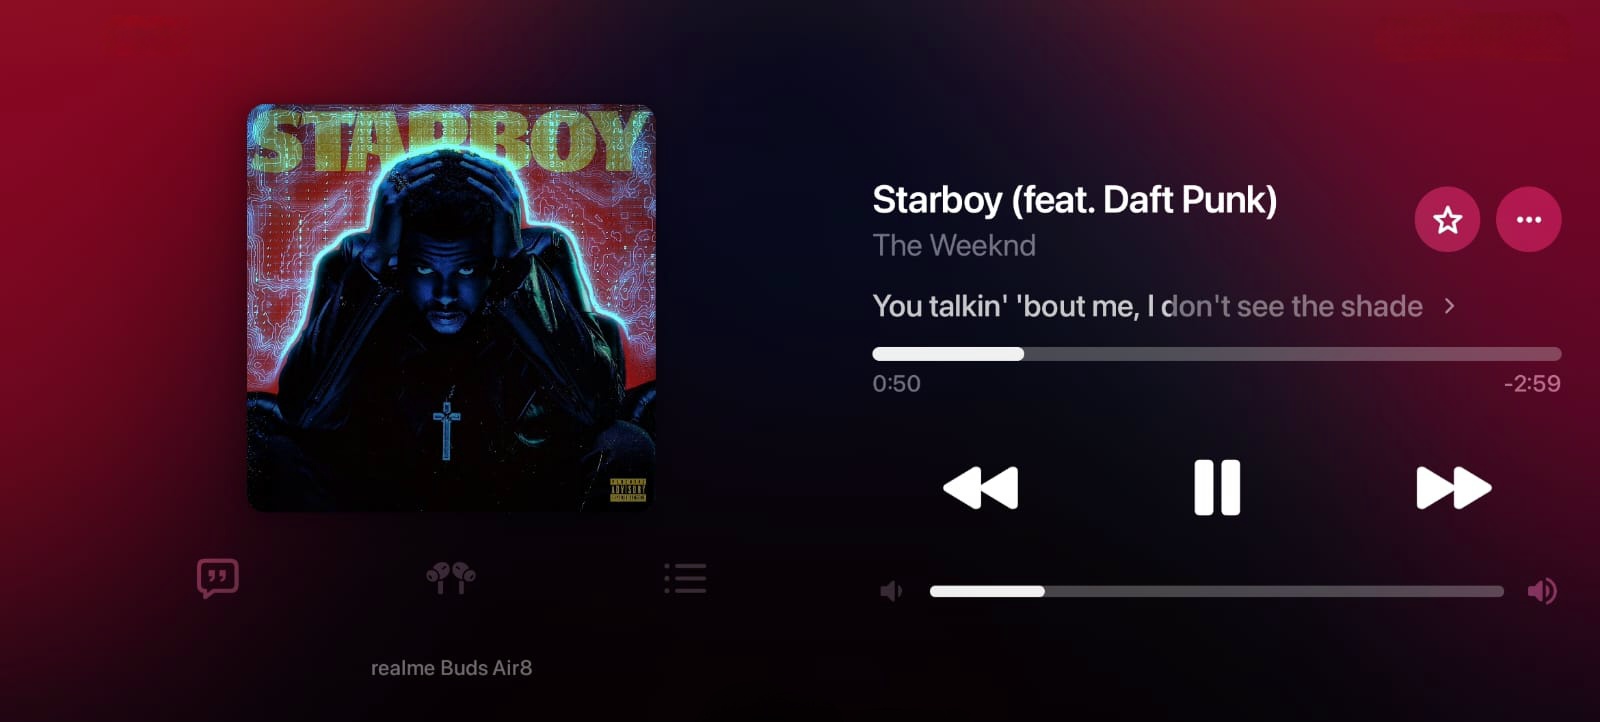 STARBOY
Starboy (feat. Daft Punk)
The Weeknd
You talkin' 'bout me, I don't see the shade
0:50
-2:59
realme Buds Air8